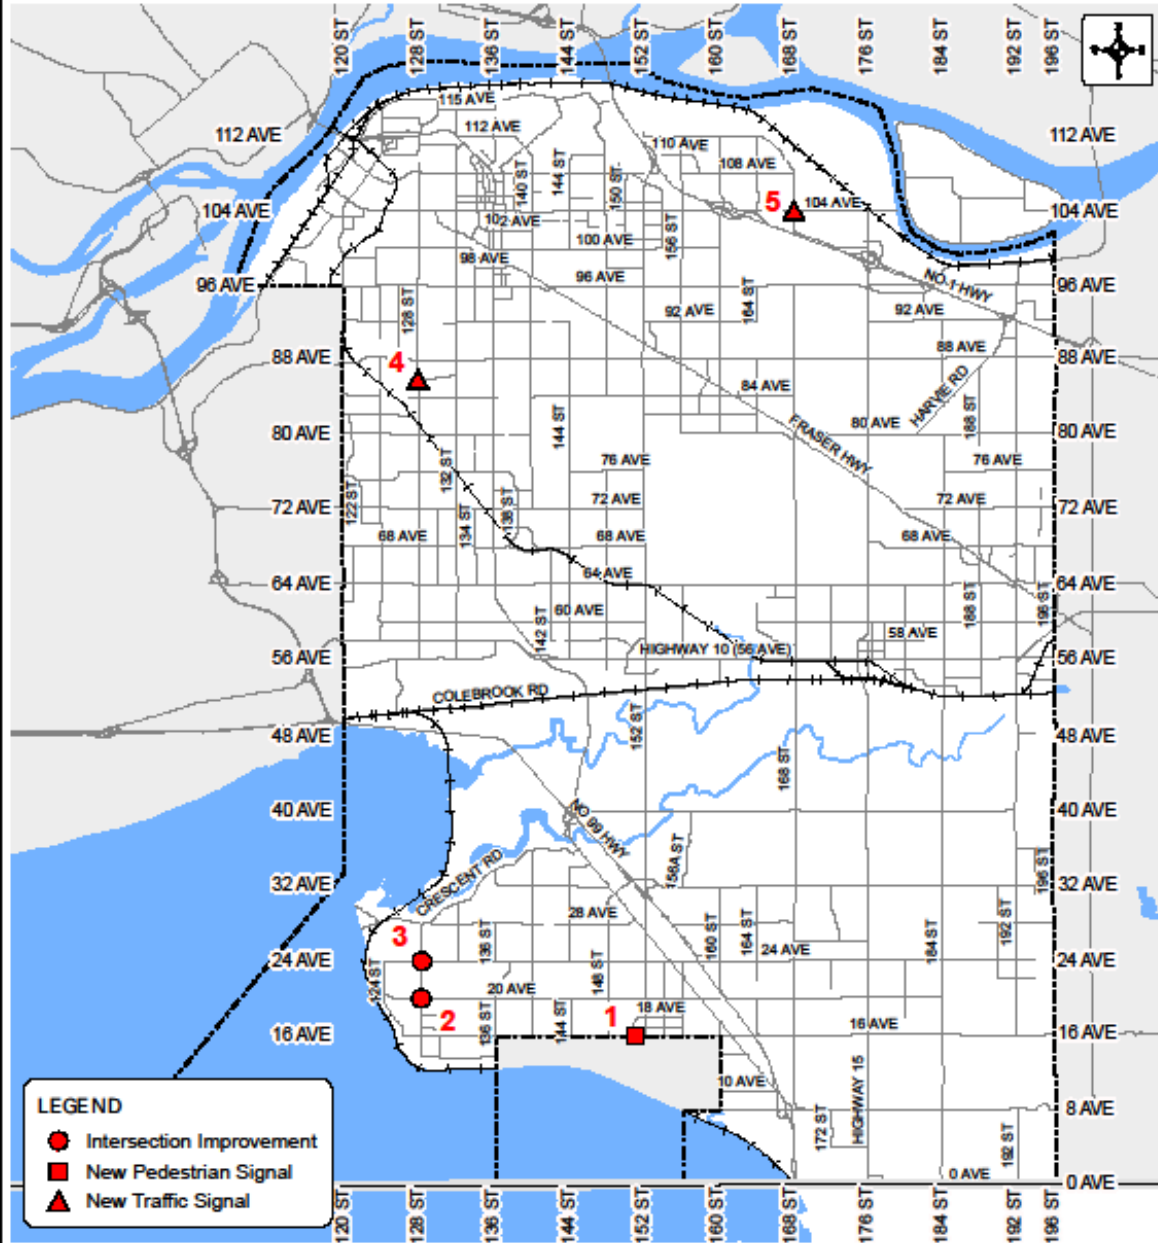 120 ST
128 ST
136 ST
144 ST
152 ST
160 ST
168 ST
176 ST
184 ST
192 ST
196 ST
115 AVE
112 AVE
112 AVE
112 AVE
110 AVE
108 AVE
140 ST
144 ST
150 ST
156 ST
5
104 AVE
104 AVE
104 AVE
102 AVE
100 AVE
98 AVE
96 AVE
96 AVE
96 AVE
NO 1 HWY
128 ST
164 ST
92 AVE
92 AVE
88 AVE
88 AVE
88 AVE
4
84 AVE
HARVIE RD
188 ST
144 ST
80 AVE
80 AVE
80 AVE
FRASER HWY
76 AVE
76 AVE
132 ST
122 ST
134 ST
138 ST
72 AVE
72 AVE
72 AVE
72 AVE
68 AVE
68 AVE
68 AVE
64 AVE
64 AVE
64 AVE
188 ST
196 ST
142 ST
60 AVE
58 AVE
HIGHWAY 10 (56 AVE)
56 AVE
56 AVE
COLEBROOK RD
152 ST
48 AVE
48 AVE
168 ST
40 AVE
40 AVE
NO 99 HWY
CRESCENT RD
156A ST
196 ST
32 AVE
32 AVE
28 AVE
136 ST
160 ST
164 ST
184 ST
192 ST
3
24 AVE
24 AVE
24 AVE
124 ST
148 ST
20 AVE
2
136 ST
144 ST
1
18 AVE
16 AVE
16 AVE
16 AVE
10 AVE
172 ST
HIGHWAY 15
192 ST
8 AVE
0 AVE
0 AVE
LEGEND
Intersection Improvement
New Pedestrian Signal
New Traffic Signal
120 ST
128 ST
136 ST
144 ST
152 ST
160 ST
168 ST
176 ST
184 ST
192 ST
196 ST